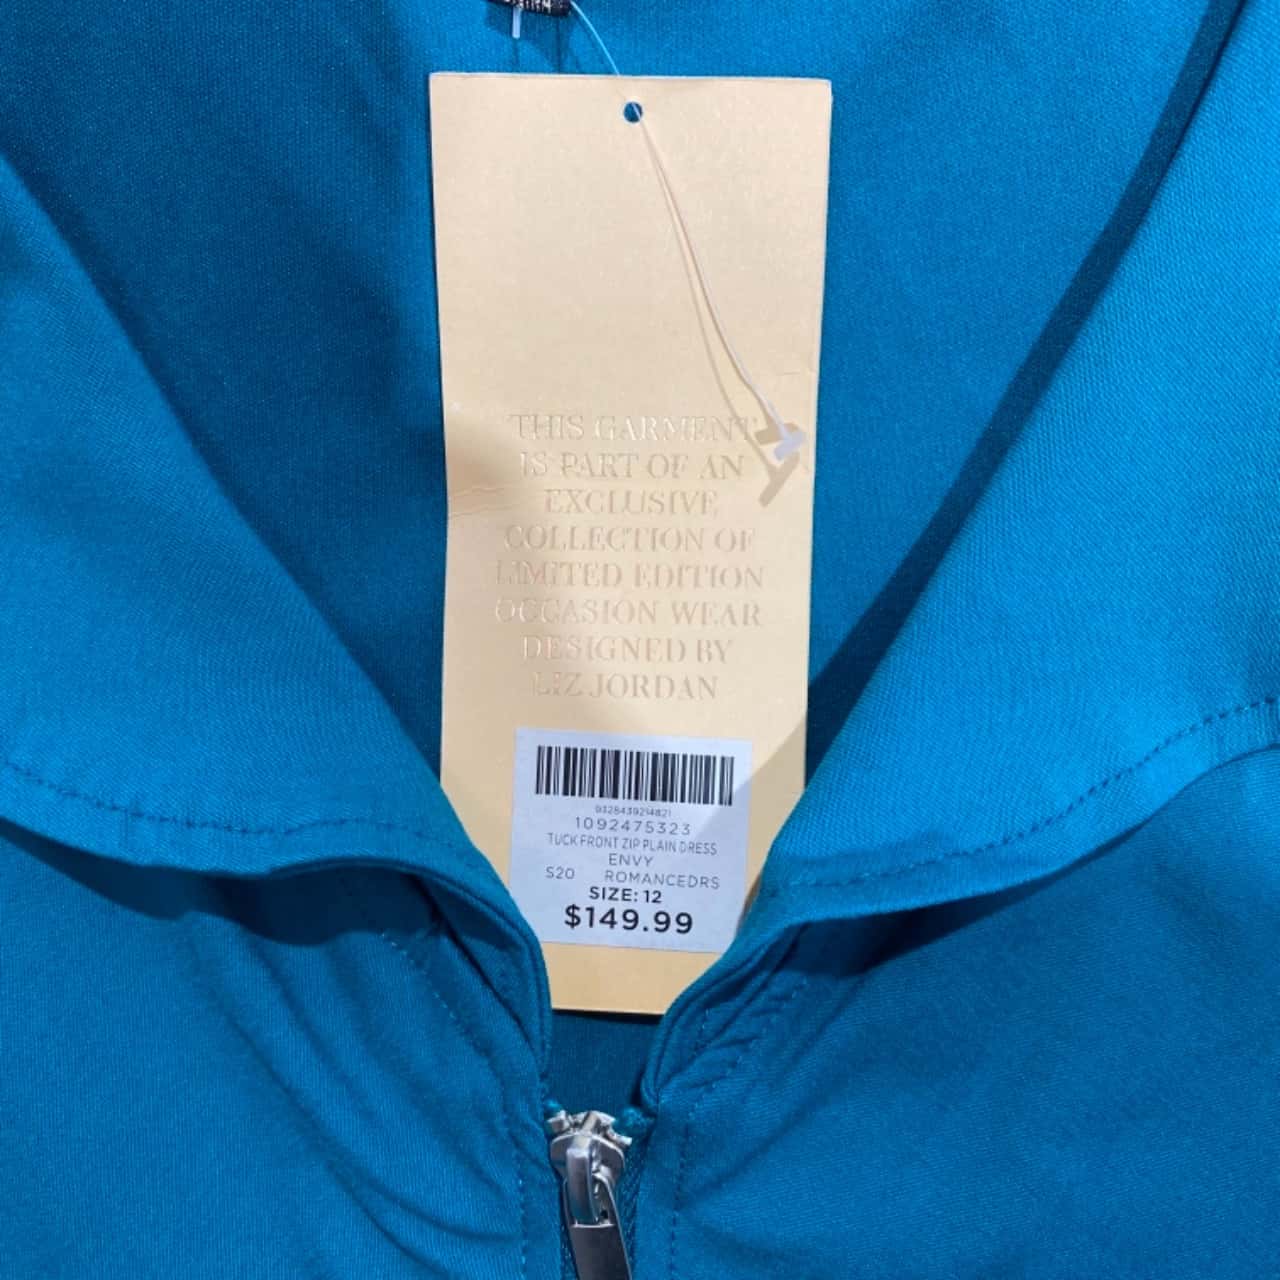 THIS GARMENT
IS PART OF AN
EXCLUSIVE
COLLECTION OF
LIMITED EDITION
OCCASION WEAR
DESIGNED BY
LIZ JORDAN
9328439214821
1092475323
TUCK FRONT ZIP PLAIN DRESS
ENVY
S20 ROMANCEDRS
SIZE: 12
$149.99